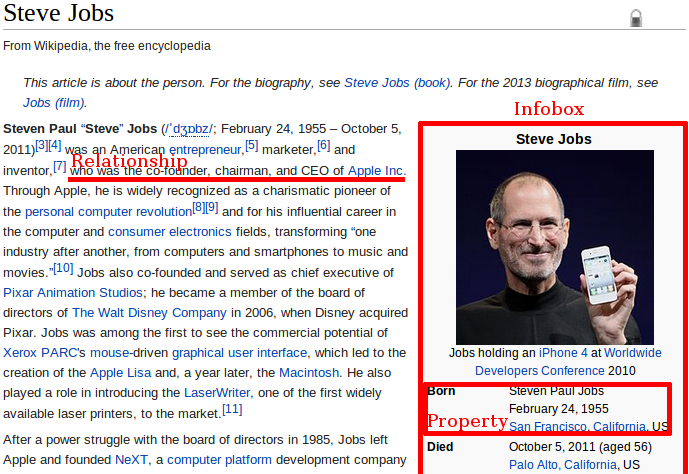 Steve Jobs
From Wikipedia, the free encyclopedia
This article is about the person. For the biography, see Steve Jobs (book). For the 2013 biographical film, see
Jobs (film).
Steven Paul “Steve” Jobs (/ˈdʒɒbz/; February 24, 1955 – October 5,
2011)[3][4] was an American entrepreneur,[5] marketer,[6] and
Relationship
inventor,[7] who was the co-founder, chairman, and CEO of Apple Inc.
Through Apple, he is widely recognized as a charismatic pioneer of
the personal computer revolution[8][9] and for his influential career in
the computer and consumer electronics fields, transforming “one
industry after another, from computers and smartphones to music and
movies.”[10] Jobs also co-founded and served as chief executive of
Pixar Animation Studios; he became a member of the board of
directors of The Walt Disney Company in 2006, when Disney acquired
Pixar. Jobs was among the first to see the commercial potential of
Xerox PARC's mouse-driven graphical user interface, which led to the
creation of the Apple Lisa and, a year later, the Macintosh. He also
played a role in introducing the LaserWriter, one of the first widely
available laser printers, to the market.[11]
After a power struggle with the board of directors in 1985, Jobs left
Apple and founded NeXT, a computer platform development company
Infobox
Steve Jobs
Jobs holding an iPhone 4 at Worldwide
Developers Conference 2010
Born Steven Paul Jobs
February 24, 1955
Property San Francisco, California, US
Died October 5, 2011 (aged 56)
Palo Alto, California, US